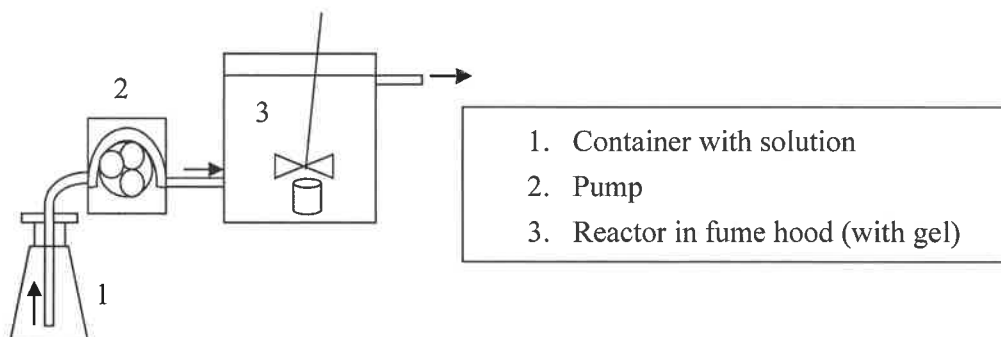 2
3
1
1. Container with solution
2. Pump
3. Reactor in fume hood (with gel)